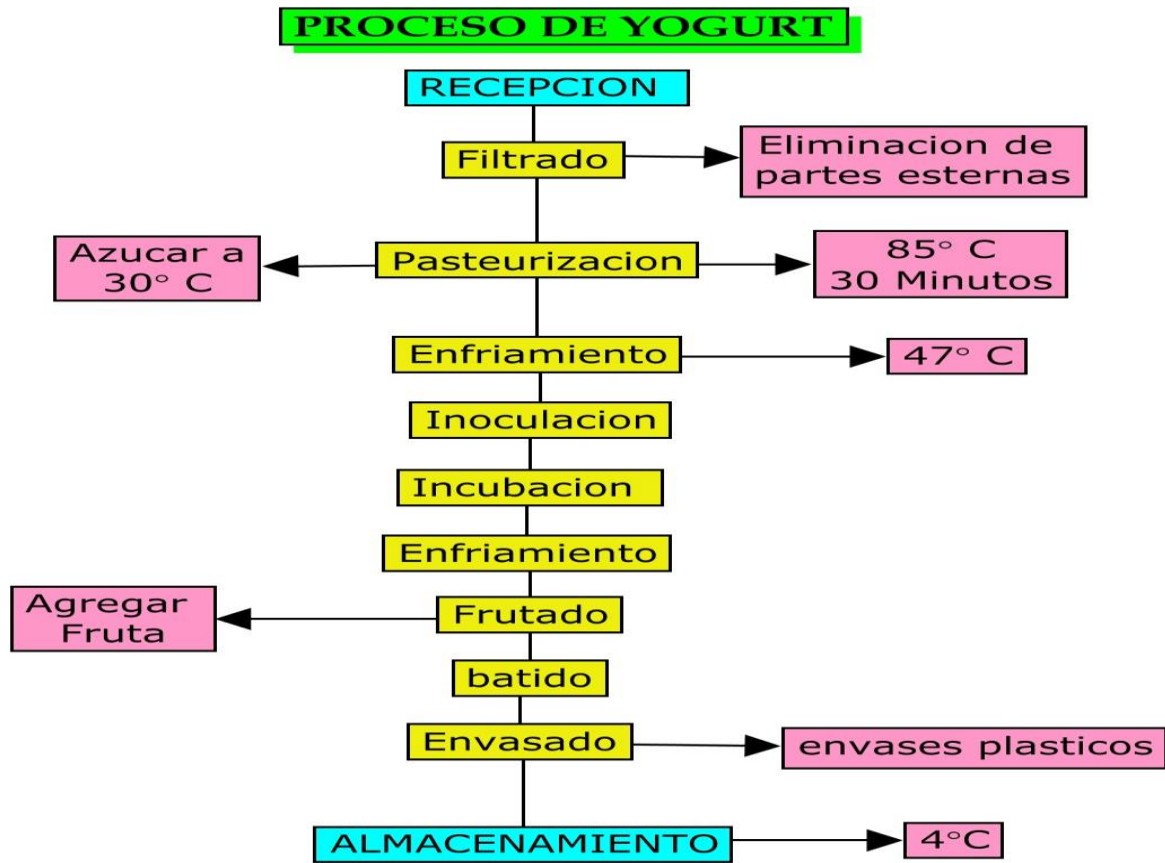 PROCESO DE YOGURT
RECEPCION
Filtrado
Eliminacion de
partes esternas
Azucar a
30° C
Pasteurizacion
85° C
30 Minutos
Enfriamiento
47° C
Inoculacion
Incubacion
Enfriamiento
Agregar
Fruta
Frutado
batido
Envasado
envases plasticos
ALMACENAMIENTO
4°C